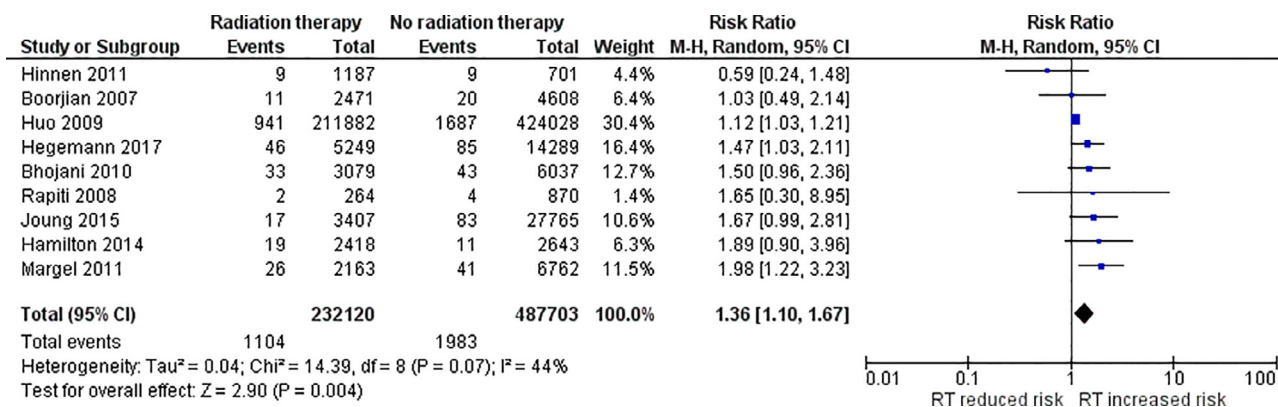 Radiation therapy No radiation therapy Risk Ratio Risk Ratio
Study or Subgroup Events Total Events Total Weight M-H, Random, 95% CI M-H, Random, 95% CI
Hinnen 2011 9 1187 9 701 4.4% 0.59 [0.24, 1.48]
Boorjian 2007 11 2471 20 4608 6.4% 1.03 [0.49, 2.14]
Huo 2009 941 211882 1687 424028 30.4% 1.12 [1.03, 1.21]
Hegemann 2017 46 5249 85 14289 16.4% 1.47 [1.03, 2.11]
Bhojani 2010 33 3079 43 6037 12.7% 1.50 [0.96, 2.36]
Rapiti 2008 2 264 4 870 1.4% 1.65 [0.30, 8.95]
Joung 2015 17 3407 83 27765 10.6% 1.67 [0.99, 2.81]
Hamilton 2014 19 2418 11 2643 6.3% 1.89 [0.90, 3.96]
Margel 2011 26 2163 41 6762 11.5% 1.98 [1.22, 3.23]
Total (95% CI) 232120 487703 100.0% 1.36 [1.10, 1.67]
Total events 1104 1983
Heterogeneity: Tau² = 0.04; Chi² = 14.39, df = 8 (P = 0.07); I² = 44%
Test for overall effect: Z = 2.90 (P = 0.004)
0.01 0.1 1 10 100
RT reduced risk RT increased risk